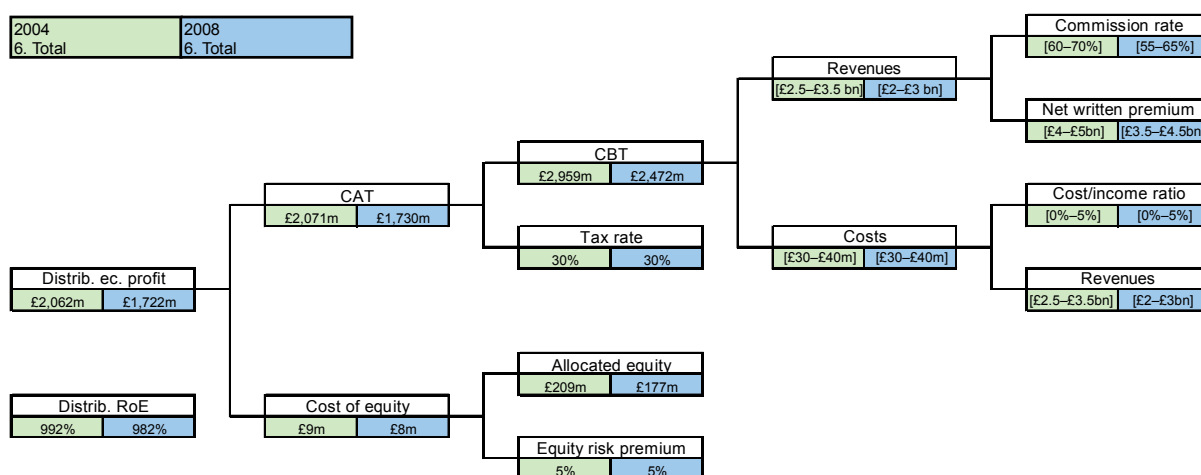 2004 2008
6. Total 6. Total
Commission rate
[60–70%] [55–65%]
Revenues
[£2.5–£3.5 bn] [£2–£3 bn]
Net written premium
[£4–£5bn] [£3.5–£4.5bn
CBT
£2,959m £2,472m
CAT
£2,071m £1,730m
Cost/income ratio
[0%–5%] [0%–5%]
Tax rate
30% 30%
Costs
[£30–£40m] [£30–£40m]
Distrib. ec. profit
£2,062m £1,722m
Revenues
[£2.5–£3.5bn] [£2–£3bn]
Allocated equity
£209m £177m
Distrib. RoE
992% 982%
Cost of equity
£9m £8m
Equity risk premium
5% 5%